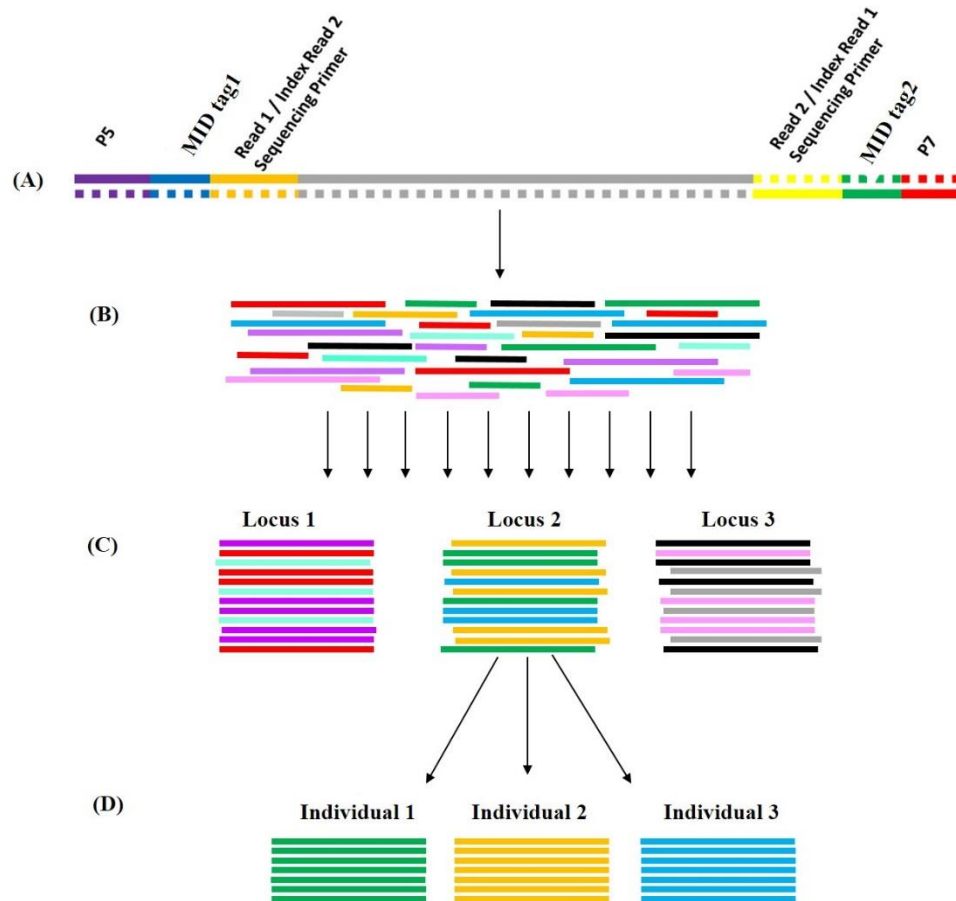 P5
MID tag1
Read 1 / Index Read 2
Sequencing Primer
Read 2 / Index Read 1
Sequencing Primer
MID tag2
P7
(A)
(B)
Locus 1
Locus 2
Locus 3
(C)
Individual 1
Individual 2
Individual 3
(D)